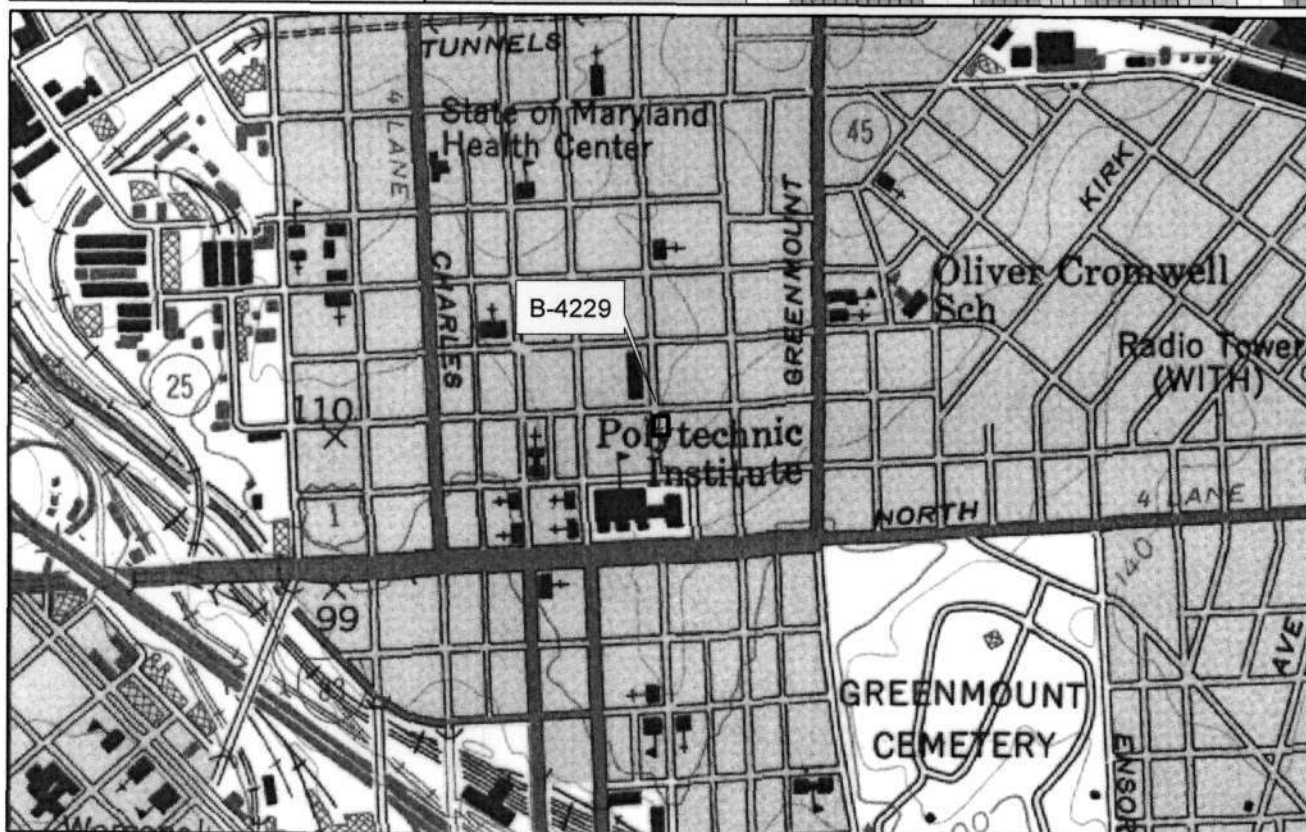 TUNNELS
4 LANE
State of Maryland
Health Center
45
KIRK
GREENMOUNT
CHARLES
Oliver Cromwell
Sch
B-4229
Radio Tower
(WITH)
25
110
Polytechnic
Institute
1
NORTH
4 LANE
140
99
GREENMOUNT
CEMETERY
AVE
ENSOR